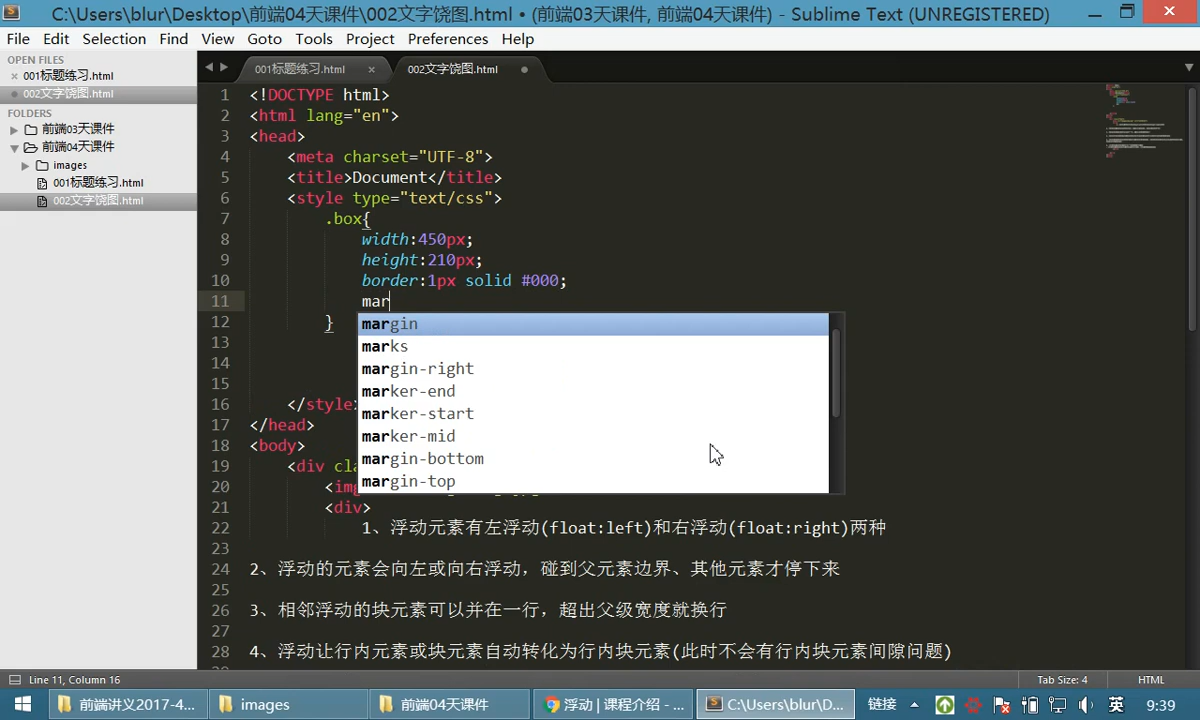 C:\Users\blur\Desktop\前端04天课件\002文字饶图.html • (前端03天课件, 前端04天课件) - Sublime Text (UNREGISTERED)
File Edit Selection Find View Goto Tools Project Preferences Help
OPEN FILES
001标题练习.html
002文字饶图.html
FOLDERS
前端03天课件
前端04天课件
images
001标题练习.html
002文字饶图.html
001标题练习.html
002文字饶图.html
1 <!DOCTYPE html>
2 <html lang="en">
3 <head>
4 <meta charset="UTF-8">
5 <title>Document</title>
6 <style type="text/css">
7 .box{
8 width:450px;
9 height:210px;
10 border:1px solid #000;
11 mar
12 }
13
14
15
16 </style>
17 </head>
18 <body>
19 <div cla
20 <img
21 <div>
22 1、浮动元素有左浮动(float:left)和右浮动(float:right)两种
23
24 2、浮动的元素会向左或向右浮动，碰到父元素边界、其他元素才停下来
25
26 3、相邻浮动的块元素可以并在一行，超出父级宽度就换行
27
28 4、浮动让行内元素或块元素自动转化为行内块元素(此时不会有行内块元素间隙问题)
margin
marks
margin-right
marker-end
marker-start
marker-mid
margin-bottom
margin-top
Line 11, Column 16
Tab Size: 4
HTML
前端讲义2017-4...
images
前端04天课件
浮动 | 课程介绍 - ...
C:\Users\blur\D...
链接
英
9:39